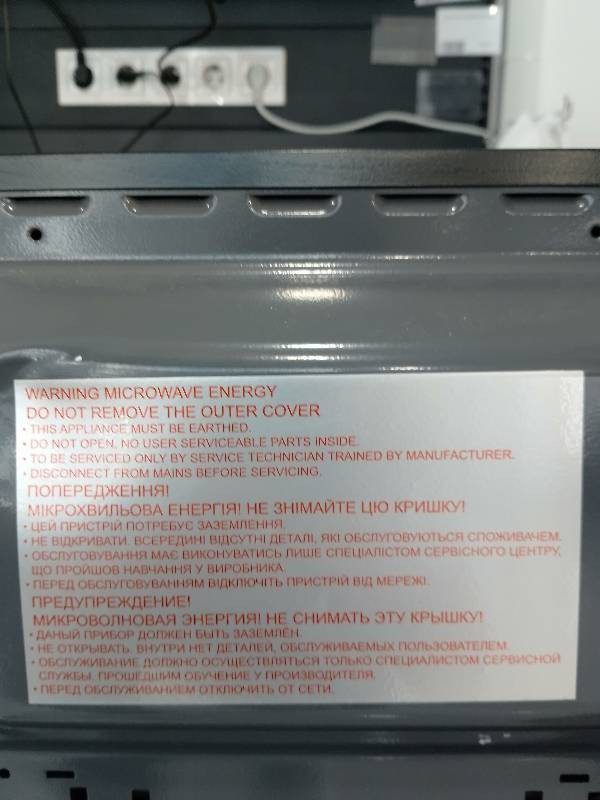 WARNING MICROWAVE ENERGY
DO NOT REMOVE THE OUTER COVER
• THIS APPLIANCE MUST BE EARTHED.
• DO NOT OPEN, NO USER SERVICEABLE PARTS INSIDE.
• TO BE SERVICED ONLY BY SERVICE TECHNICIAN TRAINED BY MANUFACTURER.
• DISCONNECT FROM MAINS BEFORE SERVICING.
ПОПЕРЕДЖЕННЯ!
МІКРОХВИЛЬОВА ЕНЕРГІЯ! НЕ ЗНІМАЙТЕ ЦЮ КРИШКУ!
• ЦЕЙ ПРИСТРІЙ ПОТРЕБУЄ ЗАЗЕМЛЕННЯ.
• НЕ ВІДКРИВАТИ. ВСЕРЕДИНІ ВІДСУТНІ ДЕТАЛІ, ЯКІ ОБСЛУГОВУЮТЬСЯ СПОЖИВАЧЕМ.
• ОБСЛУГОВУВАННЯ МАЄ ВИКОНУВАТИСЬ ЛИШЕ СПЕЦІАЛІСТОМ СЕРВІСНОГО ЦЕНТРУ,
ЩО ПРОЙШОВ НАВЧАННЯ У ВИРОБНИКА.
• ПЕРЕД ОБСЛУГОВУВАННЯМ ВІДКЛЮЧІТЬ ПРИСТРІЙ ВІД МЕРЕЖІ.
ПРЕДУПРЕЖДЕНИЕ!
МИКРОВОЛНОВАЯ ЭНЕРГИЯ! НЕ СНИМАТЬ ЭТУ КРЫШКУ!
• ДАНЫЙ ПРИБОР ДОЛЖЕН БЫТЬ ЗАЗЕМЛЁН.
• НЕ ОТКРЫВАТЬ. ВНУТРИ НЕТ ДЕТАЛЕЙ, ОБСЛУЖИВАЕМЫХ ПОЛЬЗОВАТЕЛЕМ.
• ОБСЛУЖИВАНИЕ ДОЛЖНО ОСУЩЕСТВЛЯТЬСЯ ТОЛЬКО СПЕЦИАЛИСТОМ СЕРВИСНОЙ
СЛУЖБЫ, ПРОШЕДШИМ ОБУЧЕНИЕ У ПРОИЗВОДИТЕЛЯ.
• ПЕРЕД ОБСЛУЖИВАНИЕМ ОТКЛЮЧИТЬ ОТ СЕТИ.